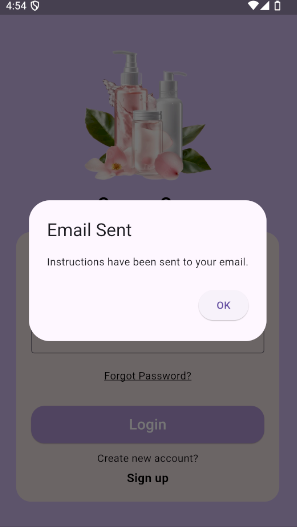 4:54
Email Sent
Instructions have been sent to your email.
OK
Forgot Password?
Login
Create new account?
Sign up